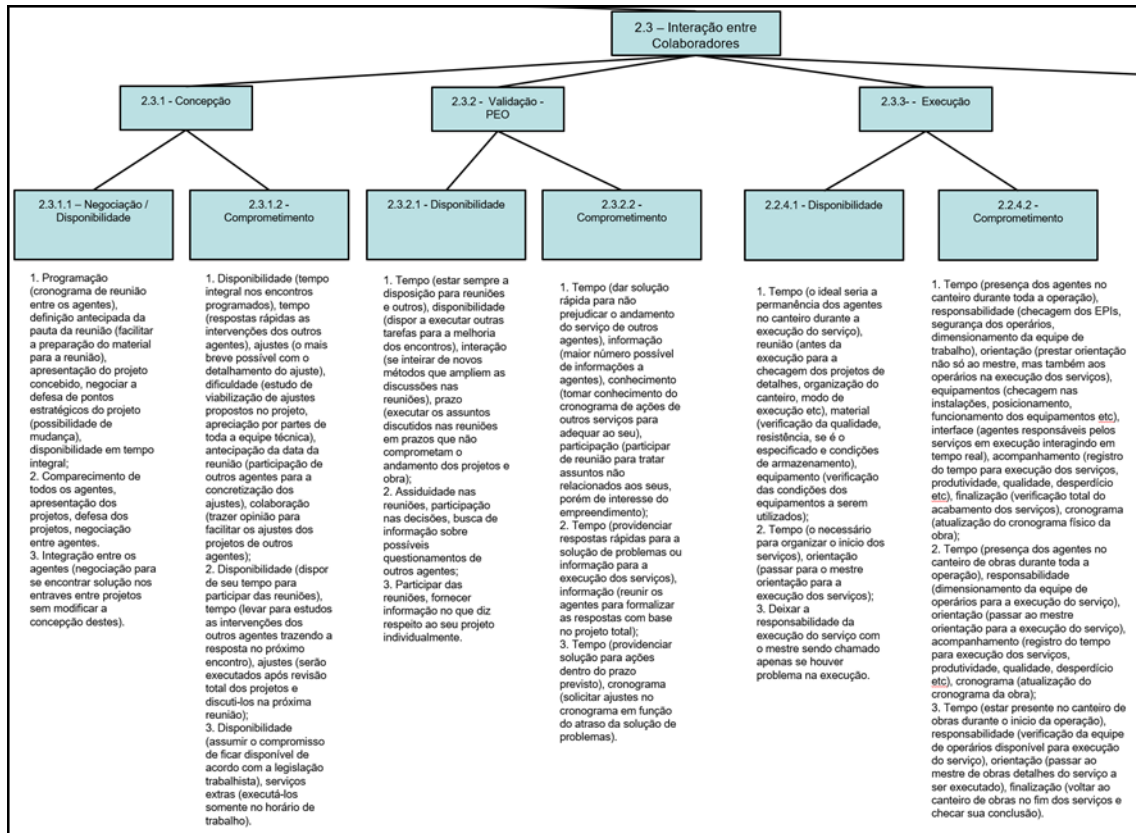 2.3 – Interação entre
Colaboradores
2.3.1 - Concepção
2.3.2 - Validação -
PEO
2.3.3- - Execução
2.3.1.1 – Negociação /
Disponibilidade
2.3.1.2 -
Comprometimento
2.3.2.1 - Disponibilidade
2.3.2.2 -
Comprometimento
2.2.4.1 - Disponibilidade
2.2.4.2 -
Comprometimento
1. Programação
(cronograma de reunião
entre os agentes),
definição antecipada da
pauta da reunião (facilitar
a preparação do material
para a reunião),
apresentação do projeto
concebido, negociar a
defesa de pontos
estratégicos do projeto
(possibilidade de
mudança),
disponibilidade em tempo
integral;
2. Comparecimento de
todos os agentes,
apresentação dos
projetos, defesa dos
projetos, negociação
entre agentes.
3. Integração entre os
agentes (negociação para
se encontrar solução nos
entraves entre projetos
sem modificar a
concepção destes).
1. Disponibilidade (tempo
integral nos encontros
programados), tempo
(respostas rápidas as
intervenções dos outros
agentes), ajustes (o mais
breve possível com o
detalhamento do ajuste),
dificuldade (estudo de
viabilização de ajustes
propostos no projeto,
apreciação por partes de
toda a equipe técnica),
antecipação da data da
reunião (participação de
outros agentes para a
concretização dos
ajustes), colaboração
(trazer opinião para
facilitar os ajustes dos
projetos de outros
agentes);
2. Disponibilidade (dispor
de seu tempo para
participar das reuniões),
tempo (levar para estudos
as intervenções dos
outros agentes trazendo a
resposta no próximo
encontro), ajustes (serão
executados após revisão
total dos projetos e
discuti-los na próxima
reunião);
3. Disponibilidade
(assumir o compromisso
de ficar disponível de
acordo com a legislação
trabalhista), serviços
extras (executá-los
somente no horário de
trabalho).
1. Tempo (estar sempre a
disposição para reuniões
e outros), disponibilidade
(dispor a executar outras
tarefas para a melhoria
dos encontros), interação
(se inteirar de novos
métodos que ampliem as
discussões nas
reuniões), prazo
(executar os assuntos
discutidos nas reuniões
em prazos que não
comprometam o
andamento dos projetos e
obra);
2. Assiduidade nas
reuniões, participação
nas decisões, busca de
informação sobre
possíveis
questionamentos de
outros agentes;
3. Participar das
reuniões, fornecer
informação no que diz
respeito ao seu projeto
individualmente.
1. Tempo (dar solução
rápida para não
prejudicar o andamento
do serviço de outros
agentes), informação
(maior número possível
de informações a
agentes), conhecimento
(tomar conhecimento do
cronograma de ações de
outros serviços para
adequar ao seu),
participação (participar
de reunião para tratar
assuntos não
relacionados aos seus,
porém de interesse do
empreendimento);
2. Tempo (providenciar
respostas rápidas para a
solução de problemas ou
informação para a
execução dos serviços),
informação (reunir os
agentes para formalizar
as respostas com base
no projeto total);
3. Tempo (providenciar
solução para ações
dentro do prazo
previsto), cronograma
(solicitar ajustes no
cronograma em função
do atraso da solução de
problemas).
1. Tempo (o ideal seria a
permanência dos agentes
no canteiro durante a
execução do serviço),
reunião (antes da
execução para a
checagem dos projetos de
detalhes, organização do
canteiro, modo de
execução etc), material
(verificação da qualidade,
resistência, se é o
especificado e condições
de armazenamento),
equipamento (verificação
das condições dos
equipamentos a serem
utilizados);
2. Tempo (o necessário
para organizar o inicio dos
serviços), orientação
(passar para o mestre
orientação para a
execução dos serviços);
3. Deixar a
responsabilidade da
execução do serviço com
o mestre sendo chamado
apenas se houver
problema na execução.
1. Tempo (presença dos agentes no
canteiro durante toda a operação),
responsabilidade (checagem dos EPIs,
segurança dos operários,
dimensionamento da equipe de
trabalho), orientação (prestar orientação
não só ao mestre, mas também aos
operários na execução dos serviços),
equipamentos (checagem nas
instalações, posicionamento,
funcionamento dos equipamentos etc),
interface (agentes responsáveis pelos
serviços em execução interagindo em
tempo real), acompanhamento (registro
do tempo para execução dos serviços,
produtividade, qualidade, desperdício
etc), finalização (verificação total do
acabamento dos serviços), cronograma
(atualização do cronograma físico da
obra);
2. Tempo (presença dos agentes no
canteiro de obras durante toda a
operação), responsabilidade
(dimensionamento da equipe de
operários para a execução do serviço),
orientação (passar ao mestre
orientação para a execução do serviço),
acompanhamento (registro do tempo
para execução dos serviços,
produtividade, qualidade, desperdício
etc), cronograma (atualização do
cronograma da obra);
3. Tempo (estar presente no canteiro de
obras durante o inicio da operação),
responsabilidade (verificação da equipe
de operários disponível para execução
do serviço), orientação (passar ao
mestre de obras detalhes do serviço a
ser executado), finalização (voltar ao
canteiro de obras no fim dos serviços e
checar sua conclusão).